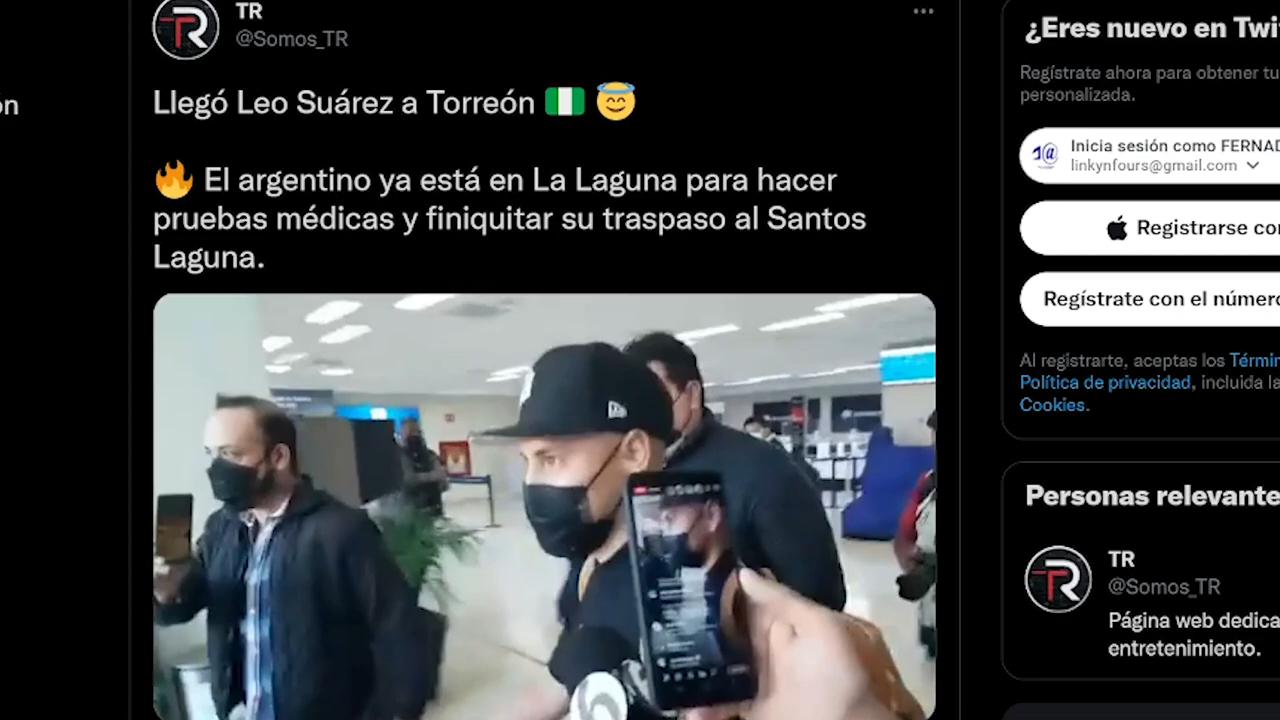 TR
@Somos_TR
Llegó Leo Suárez a Torreón 🇳🇬 😇
🔥 El argentino ya está en La Laguna para hacer
pruebas médicas y finiquitar su traspaso al Santos
Laguna.
ón
¿Eres nuevo en Twi
Regístrate ahora para obtener tu
personalizada.
Inicia sesión como FERNAD
linkynfours@gmail.com
Registrarse con
Regístrate con el número
Al registrarte, aceptas los Términ
Política de privacidad, incluida la
Cookies.
Personas relevante
TR
@Somos_TR
Página web dedica
entretenimiento.